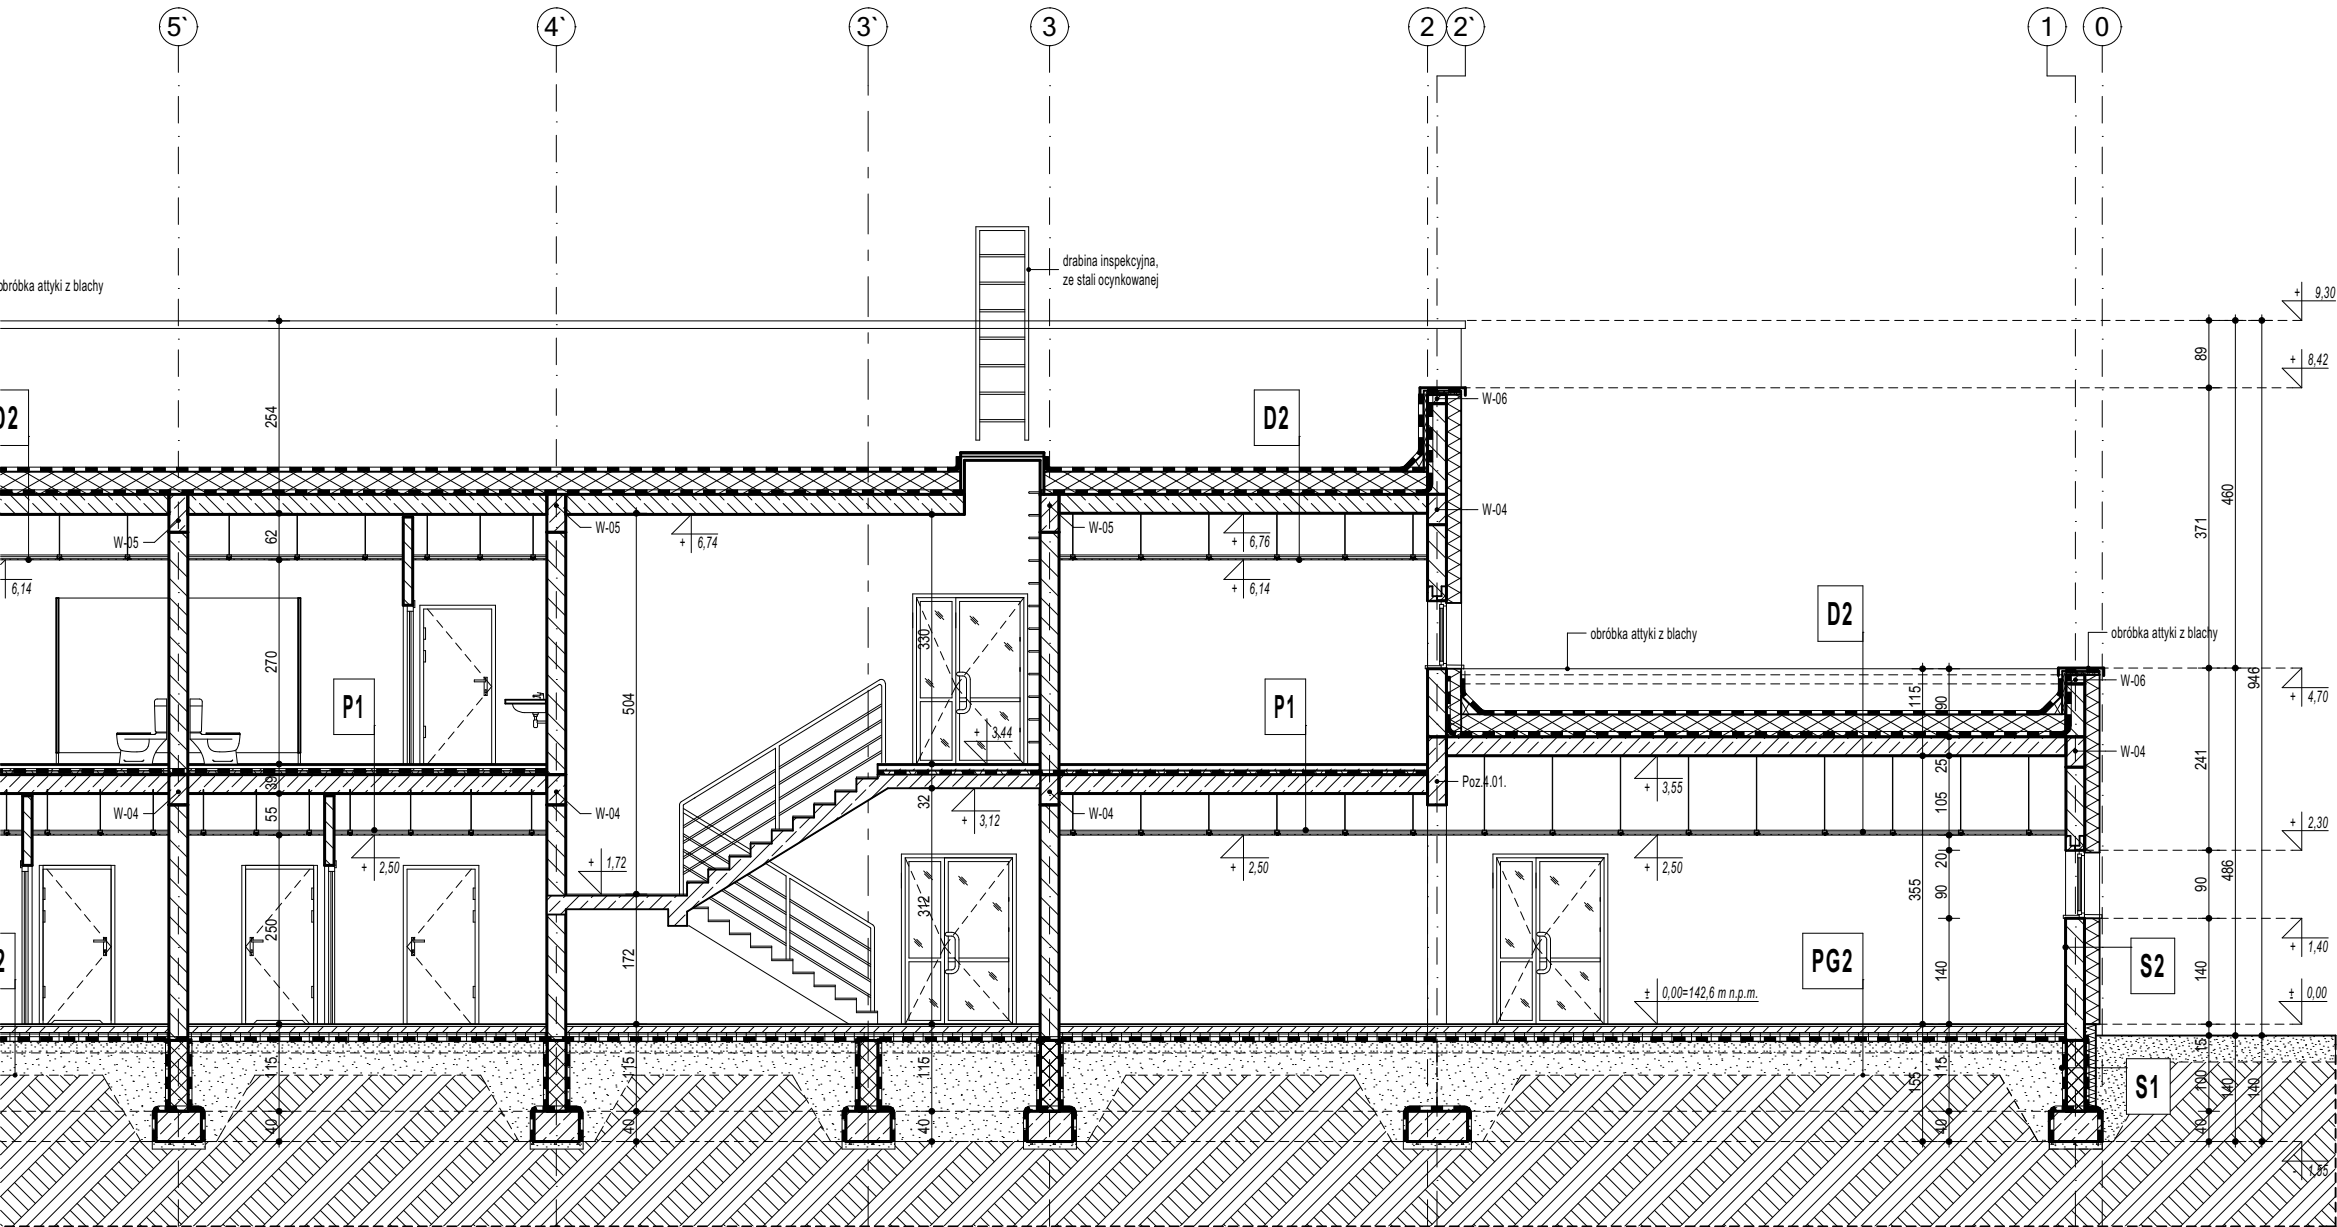 5`
4`
3`
3
2
2`
1
0
drabina inspekcyjna,
ze stali ocynkowanej
obróbka attyki z blachy
+ 9,30
+ 8,42
89
254
D2
D2
W-06
W-04
460
371
W-05
W-05
W-05
62
+ 6,74
+ 6,76
+ 6,14
+ 6,14
6,14
D2
obróbka attyki z blachy
obróbka attyki z blachy
330
270
P1
P1
504
115
90
W-06
946
+ 4,70
+ 3,44
W-04
39
Poz.4.01.
25
+ 3,55
241
55
32
105
W-04
W-04
W-04
+ 3,12
+ 2,30
+ 2,50
+ 2,50
+ 2,50
+ 1,72
20
90
355
90
486
312
250
172
PG2
140
140
+ 1,40
S2
2
± 0,00=142,6 m n.p.m.
± 0,00
115
115
115
155
115
15
100
140
140
S1
40
40
40
40
40
- 1,55